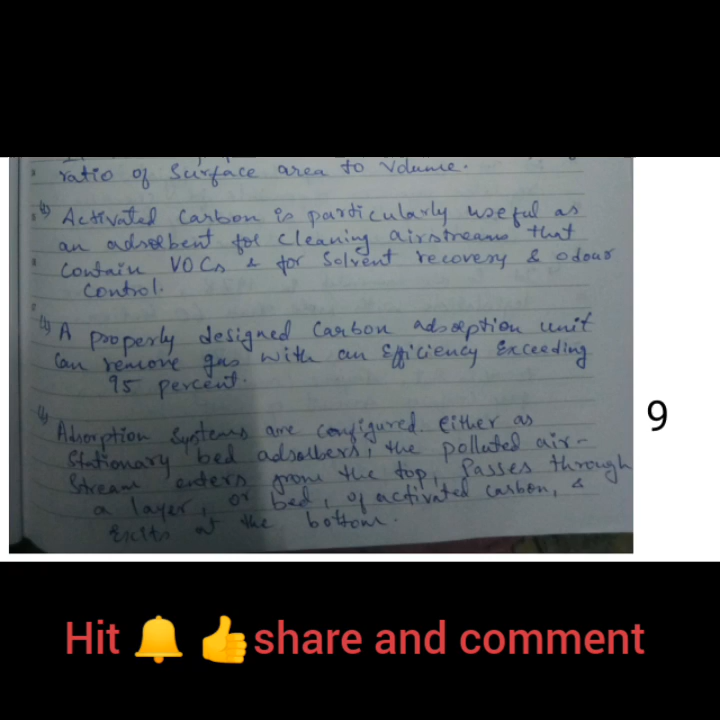 ratio of surface area to volume.
Activated Carbon is particularly useful as
an adsorbent for cleaning airstreams that
contain VOCs & for solvent recovery & odour
control.
A properly designed carbon adsorption unit
can remove gas with an efficiency exceeding
95 percent.
Adsorption systems are configured either as
stationary bed adsorbers, the polluted air-
stream enters from the top, passes through
a layer, or bed, of activated carbon, &
exits at the bottom.
9
Hit 🔔 👍 share and comment